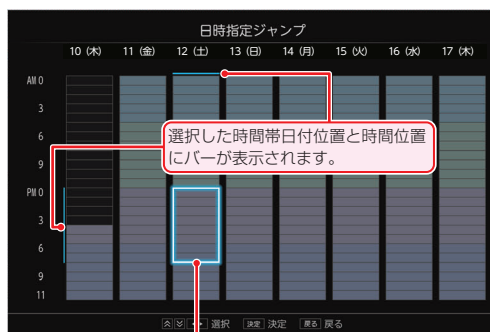 日時指定ジャンプ
10 (木) 11 (金) 12 (土) 13 (日) 14 (月) 15 (火) 16 (水) 17 (木)
AM 0
3
6
9
PM 0
3
6
9
11
選択した時間帯日付位置と時間位置
にバーが表示されます。
選択 決定 決定 戻る 戻る